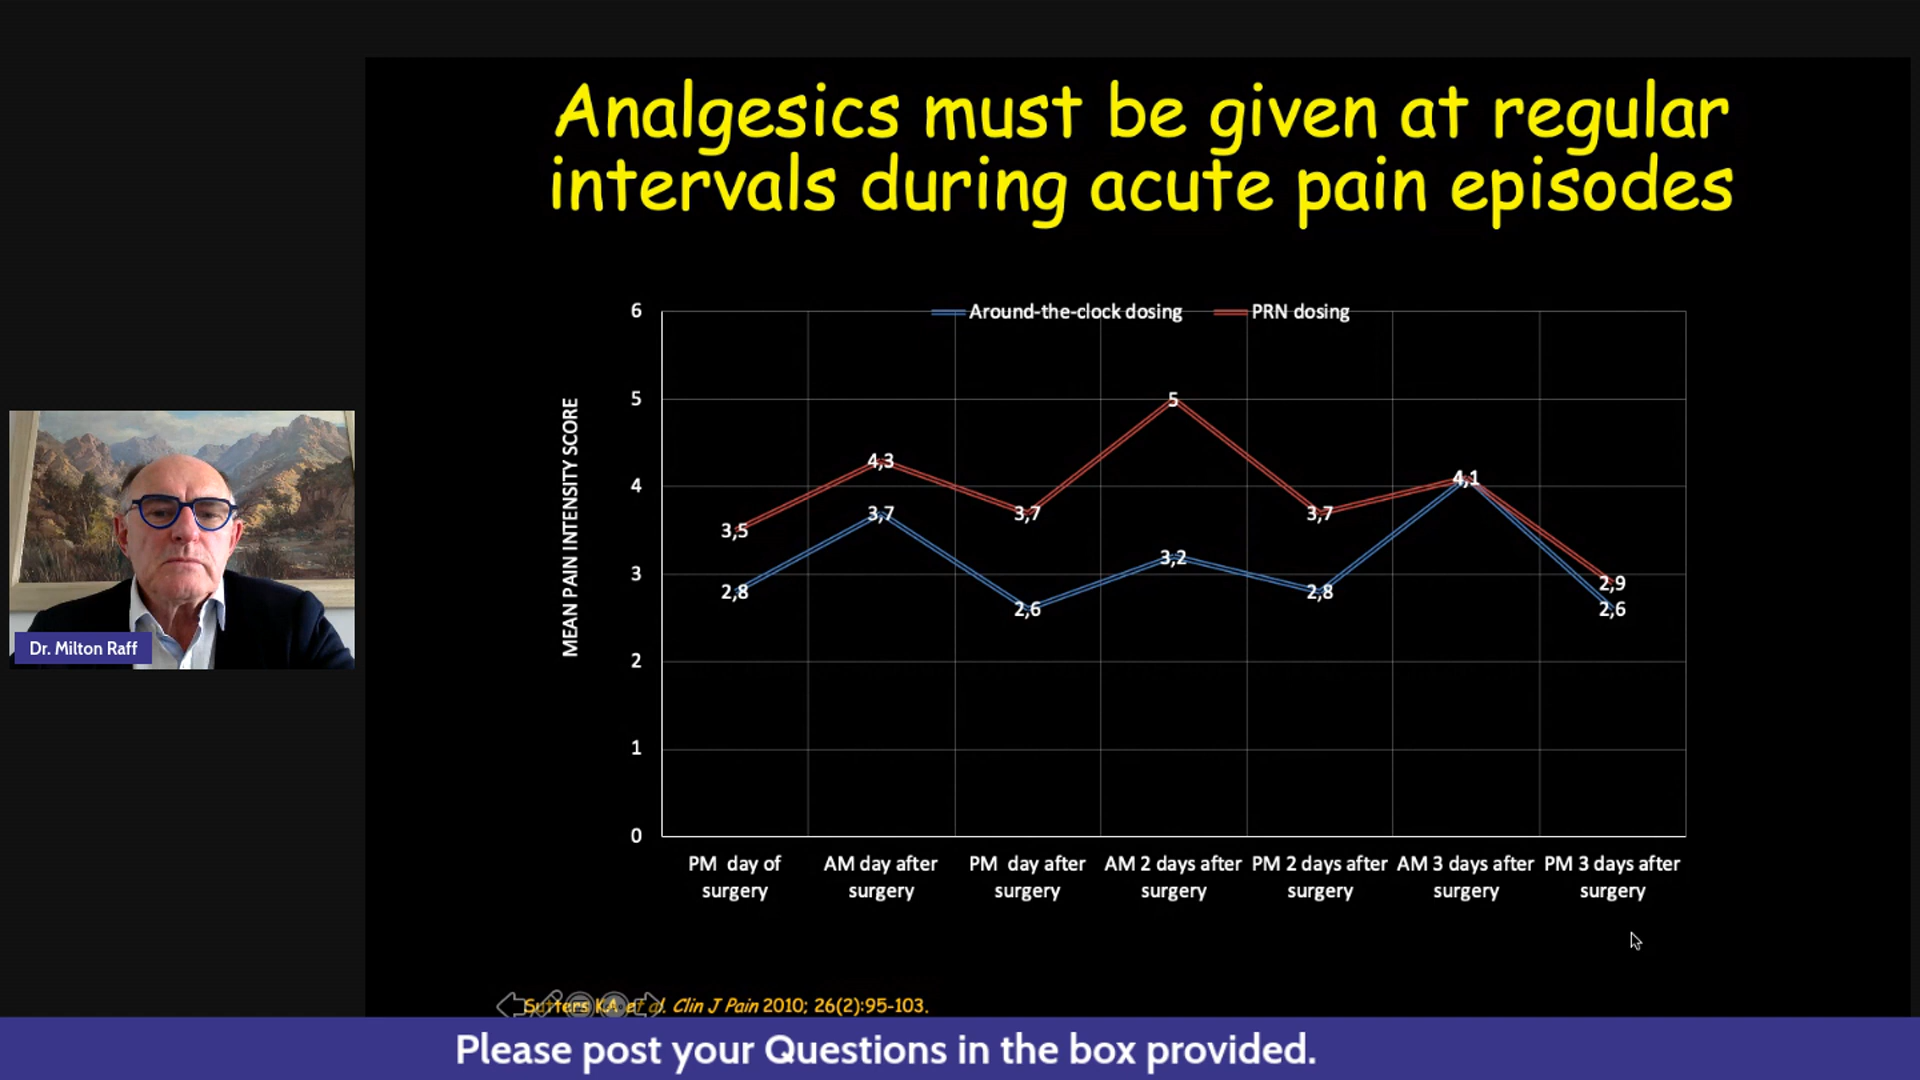 Analgesics must be given at regular
intervals during acute pain episodes
Around-the-clock dosing PRN dosing
MEAN PAIN INTENSITY SCORE
6
5
4
3
2
1
0
3,5
4,3
3,7
5
3,7
4,1
2,9
2,8
3,7
2,6
3,2
2,8
2,6
PM day of
surgery
AM day after
surgery
PM day after
surgery
AM 2 days after
surgery
PM 2 days after
surgery
AM 3 days after
surgery
PM 3 days after
surgery
Dr. Milton Raff
Sutters KA et al. Clin J Pain 2010; 26(2):95-103.
Please post your Questions in the box provided.